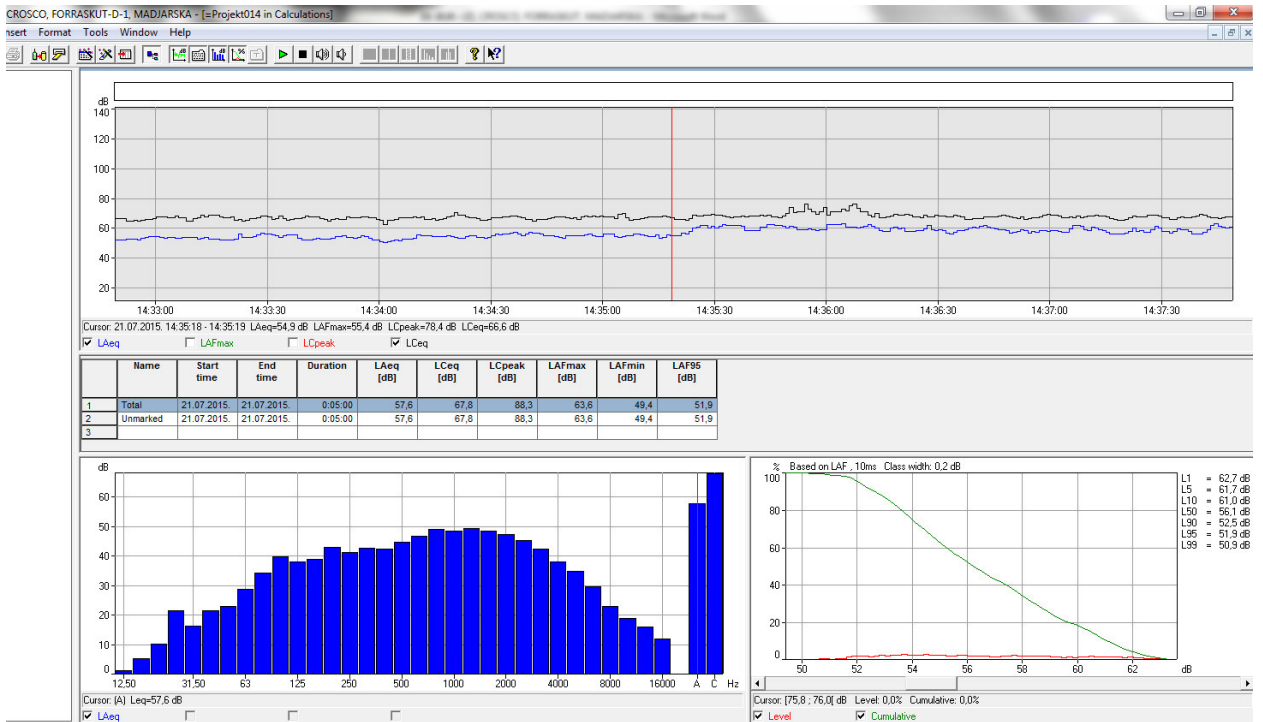 CROSCO, FORRASKUT-D-1, MADJARSKA - [=Projekt014 in Calculations]
nsert Format Tools Window Help
dB
140
120
100
80
60
40
20
14:33:00 14:33:30 14:34:00 14:34:30 14:35:00 14:35:30 14:36:00 14:36:30 14:37:00 14:37:30
Cursor: 21.07.2015. 14:35:18 - 14:35:19 LAeq=54,9 dB LAFmax=55,4 dB LCpeak=78,4 dB LCeq=66,6 dB
LAeq LAFmax LCpeak LCeq
Name Start time End time Duration LAeq [dB] LCeq [dB] LCpeak [dB] LAFmax [dB] LAFmin [dB] LAF95 [dB]
1 Total 21.07.2015. 21.07.2015. 0:05:00 57,6 67,8 88,3 63,6 49,4 51,9
2 Unmarked 21.07.2015. 21.07.2015. 0:05:00 57,6 67,8 88,3 63,6 49,4 51,9
3
dB
60
50
40
30
20
10
0
12,50 31,50 63 125 250 500 1000 2000 4000 8000 16000 A C Hz
Cursor: (A) Leq=57,6 dB
LAeq
% Based on LAF , 10ms Class width: 0,2 dB
100
80
60
40
20
0
50 52 54 56 58 60 62 dB
L1 = 62,7 dB
L5 = 61,7 dB
L10 = 61,0 dB
L50 = 56,1 dB
L90 = 52,5 dB
L95 = 51,9 dB
L99 = 50,9 dB
Cursor: [75,8 ; 76,0[ dB Level: 0,0% Cumulative: 0,0%
Level Cumulative